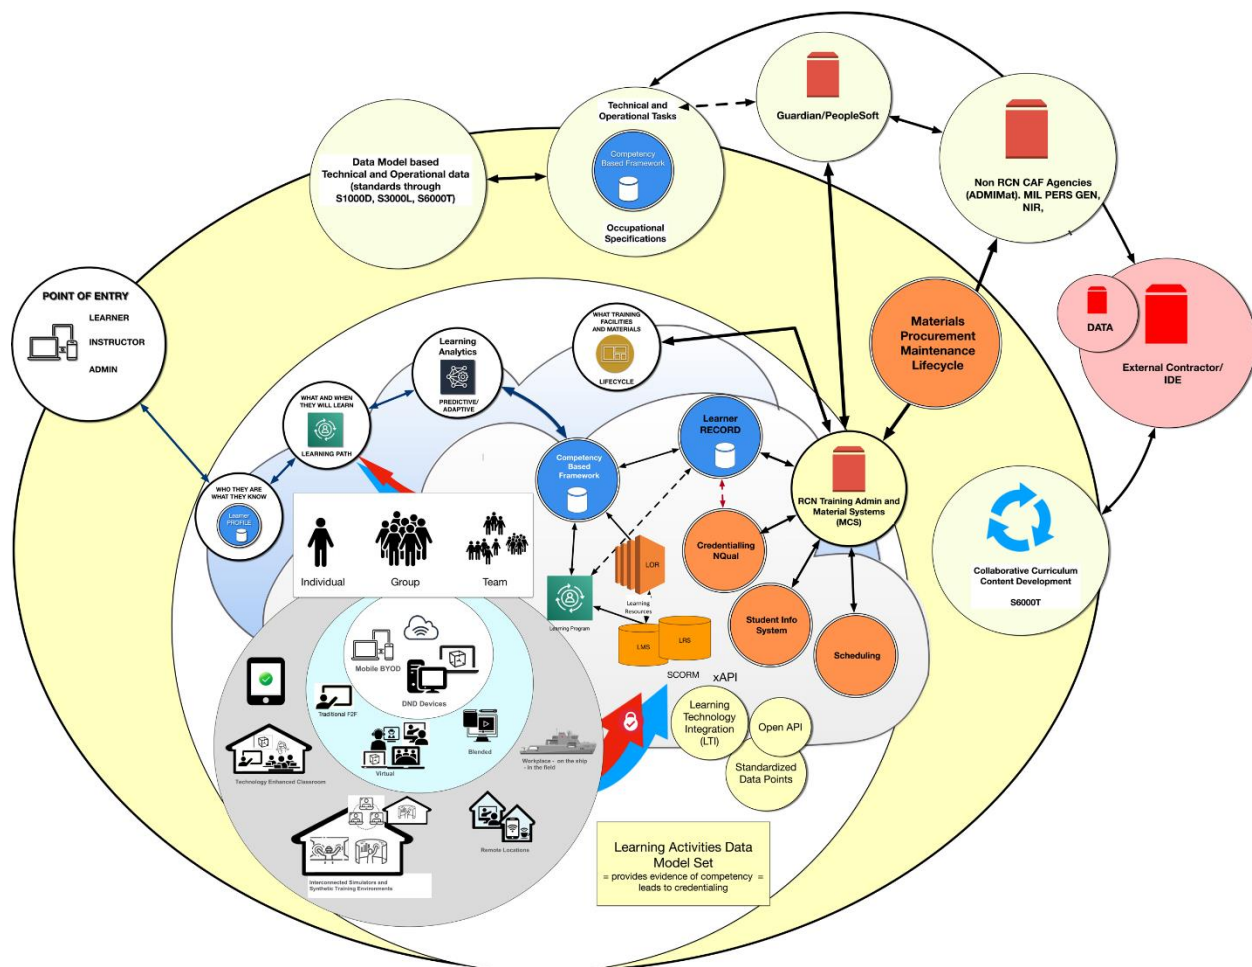 Technical and
Operational Tasks
Competency
Based Framework
Occupational
Specifications
Guardian/PeopleSoft
Non RCN CAF Agencies
(ADMIMat). MIL PERS GEN,
NIR,
Data Model based
Technical and Operational data
(standards through
S1000D, S3000L, S6000T)
POINT OF ENTRY
LEARNER
INSTRUCTOR
ADMIN
Materials
Procurement
Maintenance
Lifecycle
DATA
External Contractor/
IDE
WHAT TRAINING
FACILITIES
AND MATERIALS
LIFECYCLE
Learning
Analytics
PREDICTIVE/
ADAPTIVE
WHAT AND WHEN
THEY WILL LEARN
LEARNING PATH
WHO THEY ARE
WHAT THEY KNOW
Learner
PROFILE
Competency
Based
Framework
Learner
RECORD
RCN Training Admin and
Material Systems
(MCS)
Collaborative Curriculum
Content Development
S6000T
Individual
Group
Team
Credentialling
NQual
LOR
Learning
Resources
Learning Program
LMS
LRS
SCORM
xAPI
Student Info
System
Scheduling
Learning
Technology
Integration
(LTI)
Open API
Standardized
Data Points
Mobile BYOD
DND Devices
Traditional F2F
Virtual
Blended
Workplace - on the ship
- in the field
Technology Enhanced Classroom
Remote Locations
Interconnected Simulators and
Synthetic Training Environments
Learning Activities Data
Model Set
= provides evidence of competency =
leads to credentialing